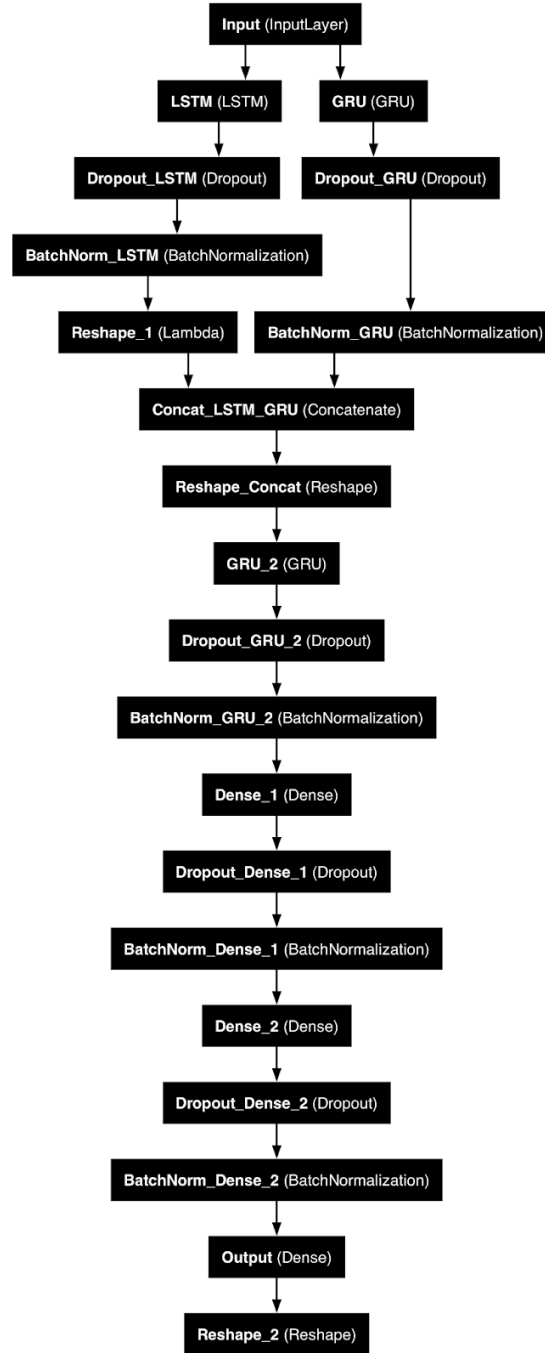 Input (InputLayer)
LSTM (LSTM)
GRU (GRU)
Dropout_LSTM (Dropout)
Dropout_GRU (Dropout)
BatchNorm_LSTM (BatchNormalization)
Reshape_1 (Lambda)
BatchNorm_GRU (BatchNormalization)
Concat_LSTM_GRU (Concatenate)
Reshape_Concat (Reshape)
GRU_2 (GRU)
Dropout_GRU_2 (Dropout)
BatchNorm_GRU_2 (BatchNormalization)
Dense_1 (Dense)
Dropout_Dense_1 (Dropout)
BatchNorm_Dense_1 (BatchNormalization)
Dense_2 (Dense)
Dropout_Dense_2 (Dropout)
BatchNorm_Dense_2 (BatchNormalization)
Output (Dense)
Reshape_2 (Reshape)